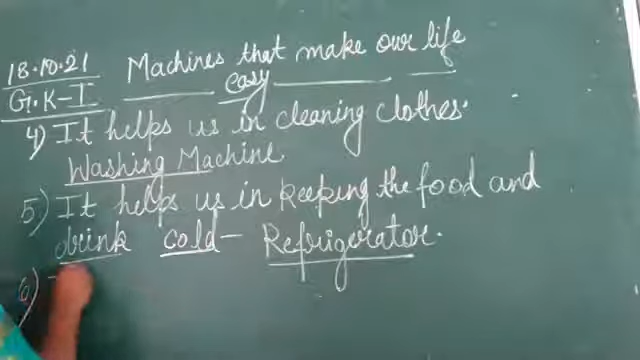 18.10.21
G.K-I
Machines that make our life
easy
4) It helps us in cleaning clothes.
Washing Machine
5) It helps us in keeping the food and
drink cold - Refrigerator.
6)